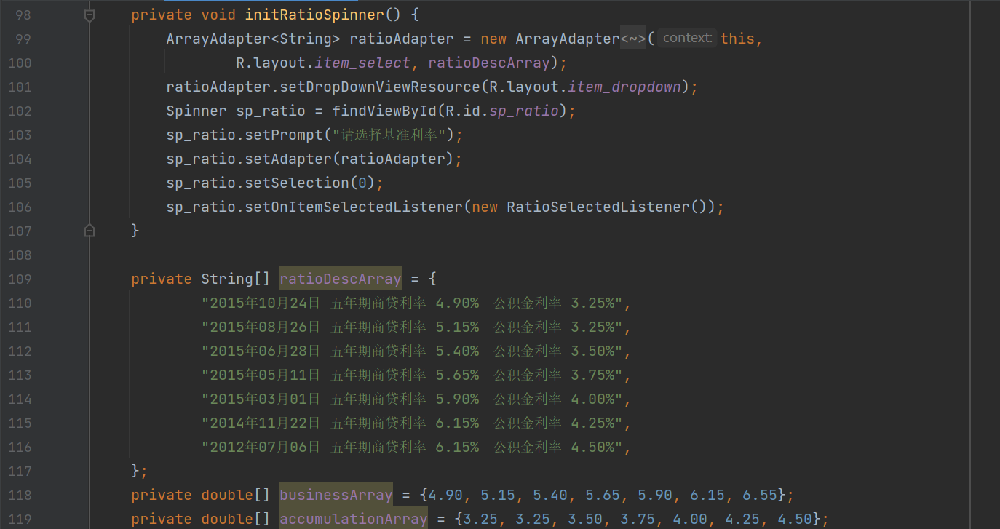 98 private void initRatioSpinner() {
99 ArrayAdapter<String> ratioAdapter = new ArrayAdapter<~>( context: this,
100 R.layout.item_select, ratioDescArray);
101 ratioAdapter.setDropDownViewResource(R.layout.item_dropdown);
102 Spinner sp_ratio = findViewById(R.id.sp_ratio);
103 sp_ratio.setPrompt("请选择基准利率");
104 sp_ratio.setAdapter(ratioAdapter);
105 sp_ratio.setSelection(0);
106 sp_ratio.setOnItemSelectedListener(new RatioSelectedListener());
107 }
108
109 private String[] ratioDescArray = {
110 "2015年10月24日 五年期商贷利率 4.90% 公积金利率 3.25%",
111 "2015年08月26日 五年期商贷利率 5.15% 公积金利率 3.25%",
112 "2015年06月28日 五年期商贷利率 5.40% 公积金利率 3.50%",
113 "2015年05月11日 五年期商贷利率 5.65% 公积金利率 3.75%",
114 "2015年03月01日 五年期商贷利率 5.90% 公积金利率 4.00%",
115 "2014年11月22日 五年期商贷利率 6.15% 公积金利率 4.25%",
116 "2012年07月06日 五年期商贷利率 6.15% 公积金利率 4.50%",
117 };
118 private double[] businessArray = {4.90, 5.15, 5.40, 5.65, 5.90, 6.15, 6.55};
119 private double[] accumulationArray = {3.25, 3.25, 3.50, 3.75, 4.00, 4.25, 4.50};